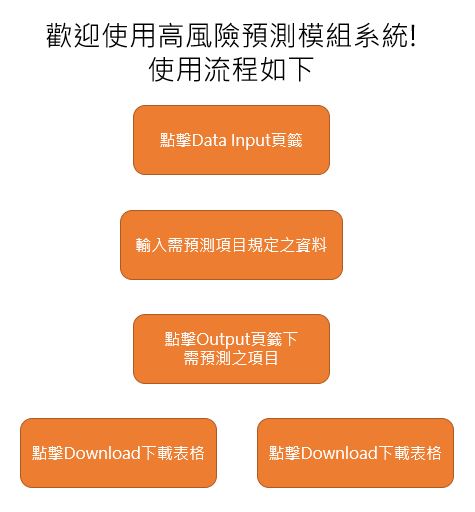 歡迎使用高風險預測模組系統!
使用流程如下
點擊Data Input頁籤
輸入需預測項目規定之資料
點擊Output頁籤下
需預測之項目
點擊Download下載表格
點擊Download下載表格